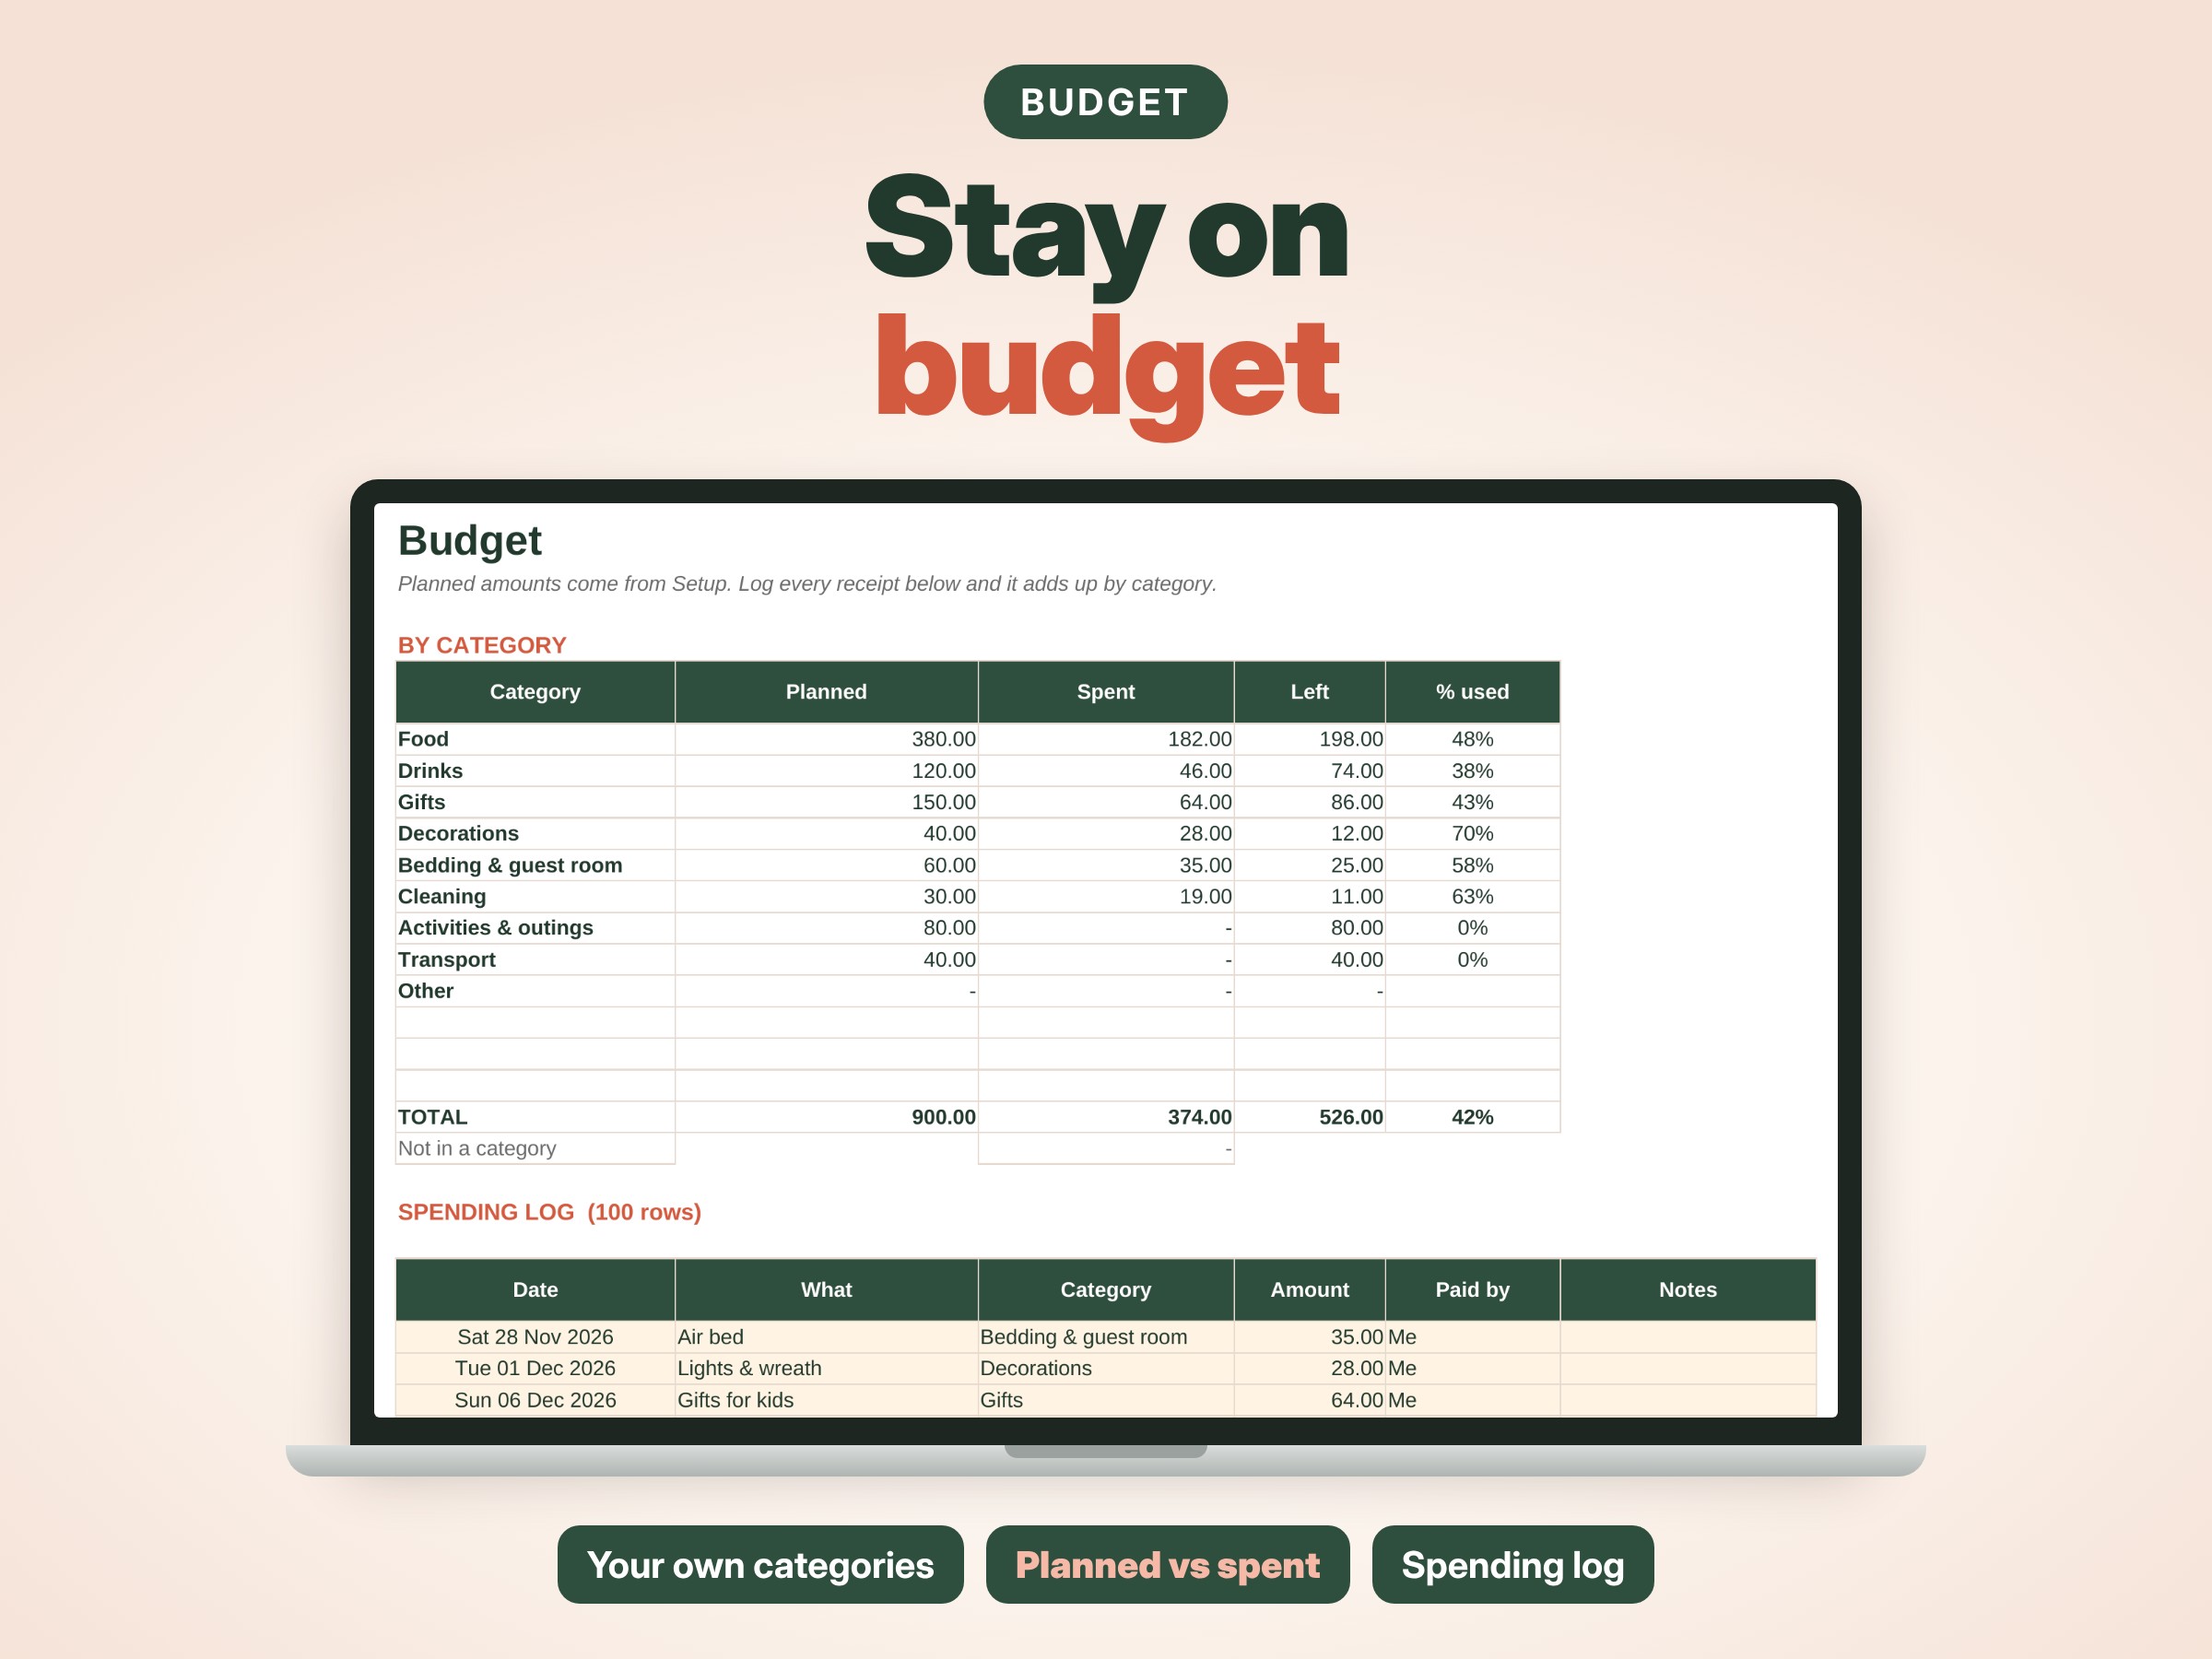 BUDGET
Stay on
budget
Budget
Planned amounts come from Setup. Log every receipt below and it adds up by category.
BY CATEGORY
Category Planned Spent Left % used
Food 380.00 182.00 198.00 48%
Drinks 120.00 46.00 74.00 38%
Gifts 150.00 64.00 86.00 43%
Decorations 40.00 28.00 12.00 70%
Bedding & guest room 60.00 35.00 25.00 58%
Cleaning 30.00 19.00 11.00 63%
Activities & outings 80.00 - 80.00 0%
Transport 40.00 - 40.00 0%
Other - - -
TOTAL 900.00 374.00 526.00 42%
Not in a category -
SPENDING LOG (100 rows)
Date What Category Amount Paid by Notes
Sat 28 Nov 2026 Air bed Bedding & guest room 35.00 Me
Tue 01 Dec 2026 Lights & wreath Decorations 28.00 Me
Sun 06 Dec 2026 Gifts for kids Gifts 64.00 Me
Your own categories Planned vs spent Spending log